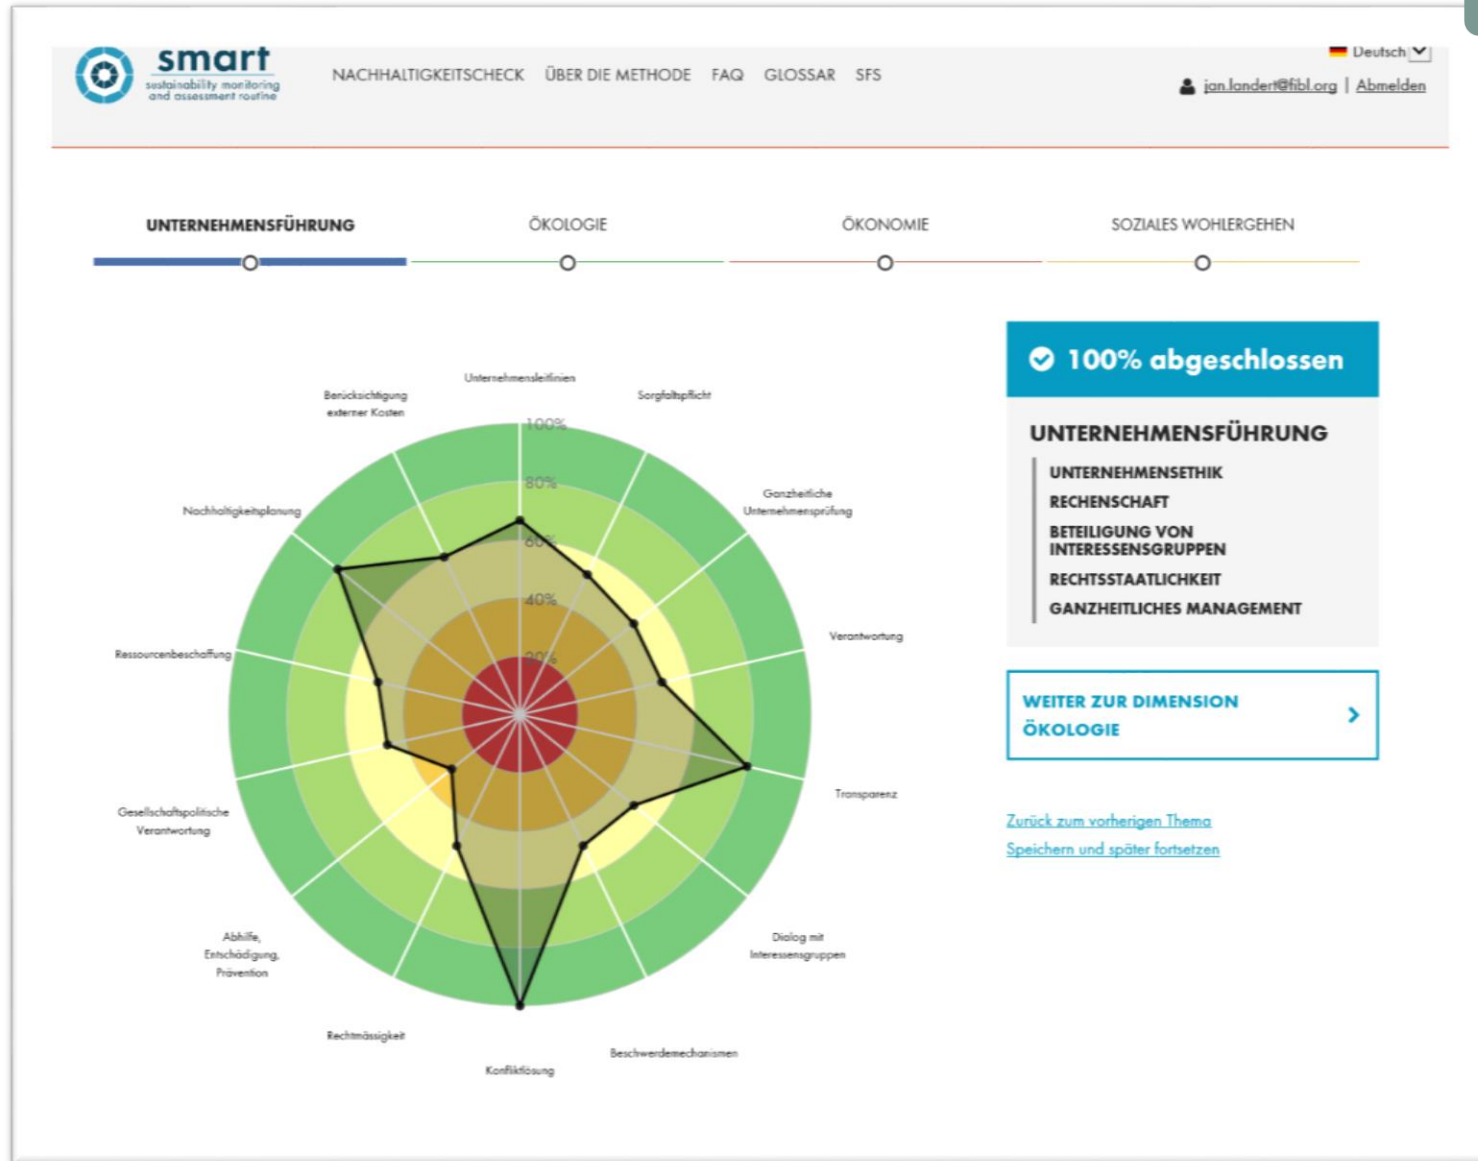 smart
sustainability monitoring
and assessment routine
NACHHALTIGKEITSCHECK ÜBER DIE METHODE FAQ GLOSSAR SFS
Deutsch
jan.landert@fibl.org | Abmelden
UNTERNEHMENSFÜHRUNG
ÖKOLOGIE
ÖKONOMIE
SOZIALES WOHLERGEHEN
Unternehmensleitlinien
Sorgfaltspflicht
Ganzheitliche
Unternehmensprüfung
Verantwortung
Transparenz
Dialog mit
Interessensgruppen
Beschwerdemechanismen
Konfliktlösung
Rechtmässigkeit
Abhilfe,
Entschädigung,
Prävention
Gesellschaftspolitische
Verantwortung
Ressourcenbeschaffung
Nachhaltigkeitsplanung
Berücksichtigung
externer Kosten
100%
80%
60%
40%
20%
100% abgeschlossen
UNTERNEHMENSFÜHRUNG
UNTERNEHMENSETHIK
RECHENSCHAFT
BETEILIGUNG VON
INTERESSENSGRUPPEN
RECHTSSTAATLICHKEIT
GANZHEITLICHES MANAGEMENT
WEITER ZUR DIMENSION
ÖKOLOGIE
Zurück zum vorherigen Thema
Speichern und später fortsetzen